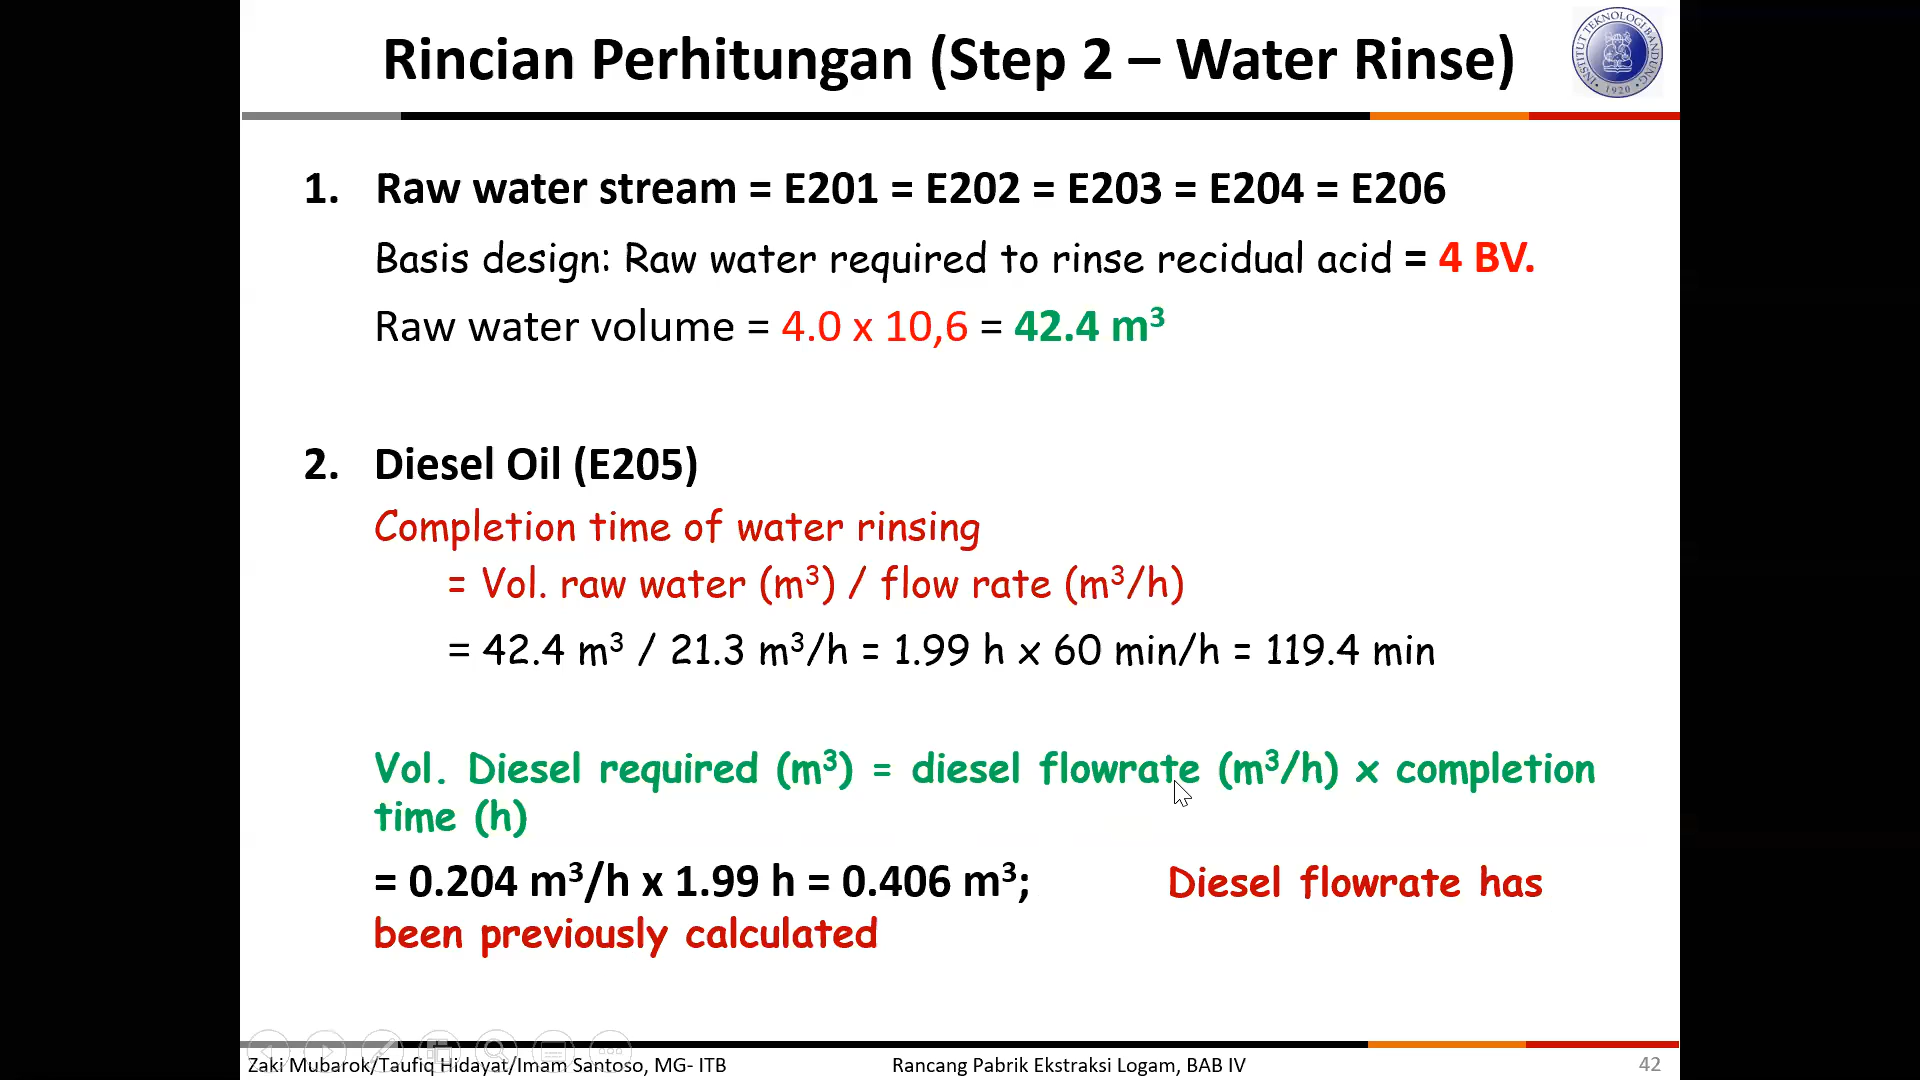 Rincian Perhitungan (Step 2 – Water Rinse)
INSTITUT TEKNOLOGI BANDUNG
1920
1. Raw water stream = E201 = E202 = E203 = E204 = E206
Basis design: Raw water required to rinse recidual acid = 4 BV.
Raw water volume = 4.0 x 10,6 = 42.4 m³
2. Diesel Oil (E205)
Completion time of water rinsing
= Vol. raw water (m³) / flow rate (m³/h)
= 42.4 m³ / 21.3 m³/h = 1.99 h x 60 min/h = 119.4 min
Vol. Diesel required (m³) = diesel flowrate (m³/h) x completion
time (h)
= 0.204 m³/h x 1.99 h = 0.406 m³; Diesel flowrate has
been previously calculated
Zaki Mubarok/Taufiq Hidayat/Imam Santoso, MG- ITB Rancang Pabrik Ekstraksi Logam, BAB IV 42